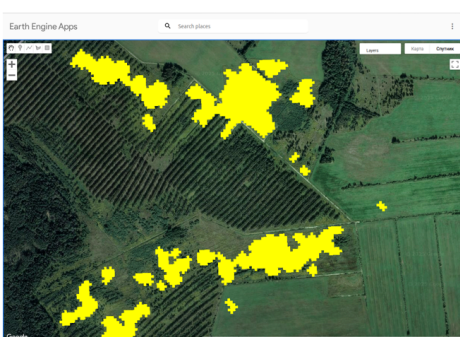 Earth Engine Apps
Search places
Layers
Карта
Спутник
Google